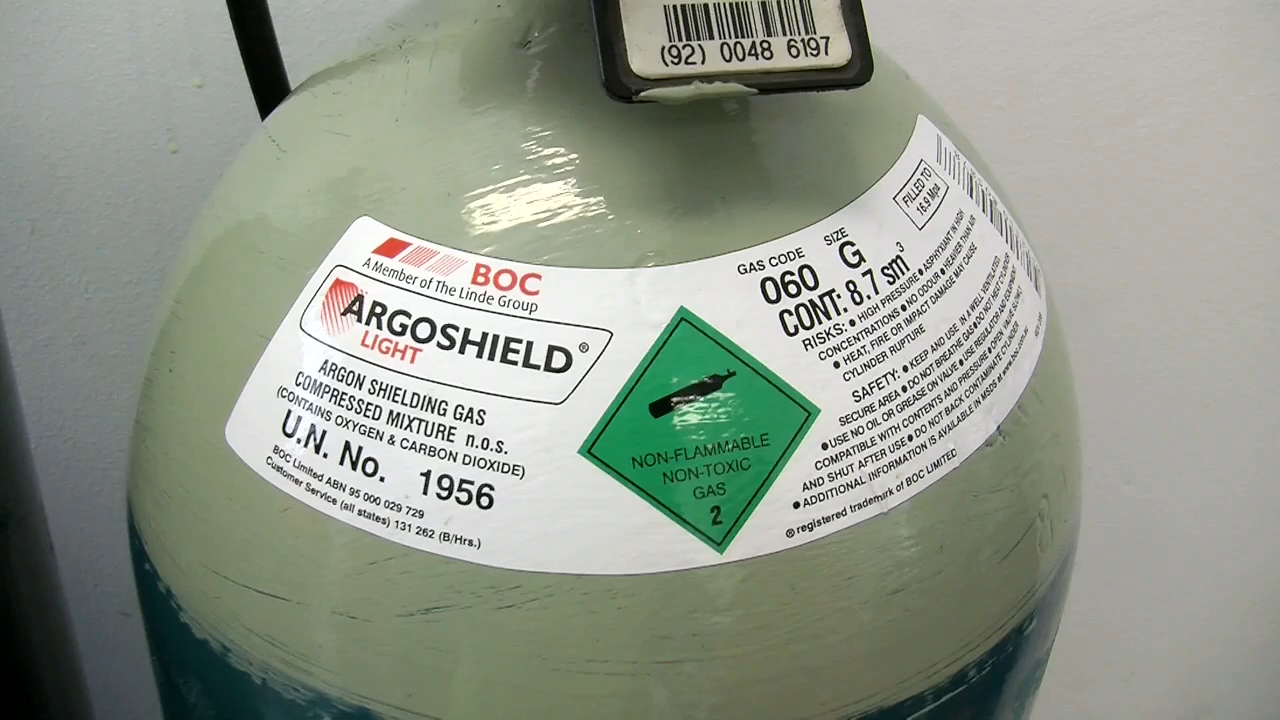 (92) 0048 6197
BOC
A Member of The Linde Group
ARGOSHIELD®
LIGHT
ARGON SHIELDING GAS
COMPRESSED MIXTURE n.o.s.
(CONTAINS OXYGEN & CARBON DIOXIDE)
U.N. No. 1956
BOC Limited ABN 95 000 029 729
Customer Service (all states) 131 262 (B/Hrs.)
NON-FLAMMABLE
NON-TOXIC
GAS
2
GAS CODE SIZE
060 G
CONT: 8.7 sm³
FILLED TO
16.9 Mpa
RISKS: ● HIGH PRESSURE ● ASPHYXIANT IN HIGH
CONCENTRATIONS ● NO ODOUR ● HEAVIER THAN AIR
● HEAT, FIRE OR IMPACT DAMAGE MAY CAUSE
CYLINDER RUPTURE
SAFETY: ● KEEP AND USE IN A WELL VENTILATED
SECURE AREA ● DO NOT BREATHE GAS ● DO NOT HEAT CYLINDER
● USE NO OIL OR GREASE ON VALVE ● USE REGULATOR & EQUIPMENT
COMPATIBLE WITH CONTENTS AND PRESSURE ● OPEN VALVE SLOWLY
AND SHUT AFTER USE ● DO NOT BACK CONTAMINATE CYLINDER
● ADDITIONAL INFORMATION IS AVAILABLE IN MSDS at
® registered trademark of BOC LIMITED